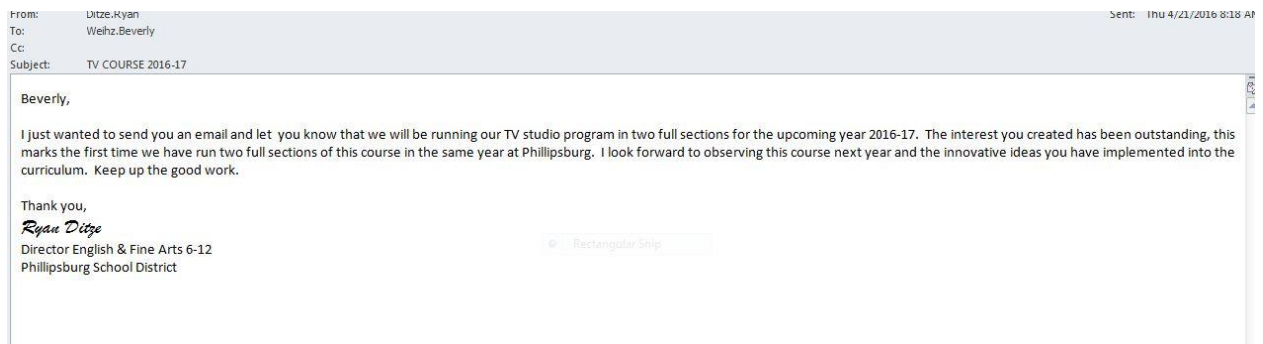 From: Ditze.Ryan Sent: Thu 4/21/2016 8:18 AM
To: Weihz.Beverly
Cc:
Subject: TV COURSE 2016-17
Beverly,
I just wanted to send you an email and let you know that we will be running our TV studio program in two full sections for the upcoming year 2016-17. The interest you created has been outstanding, this
marks the first time we have run two full sections of this course in the same year at Phillipsburg. I look forward to observing this course next year and the innovative ideas you have implemented into the
curriculum. Keep up the good work.
Thank you,
Ryan Ditze
Director English & Fine Arts 6-12
Rectangular Snip
Phillipsburg School District